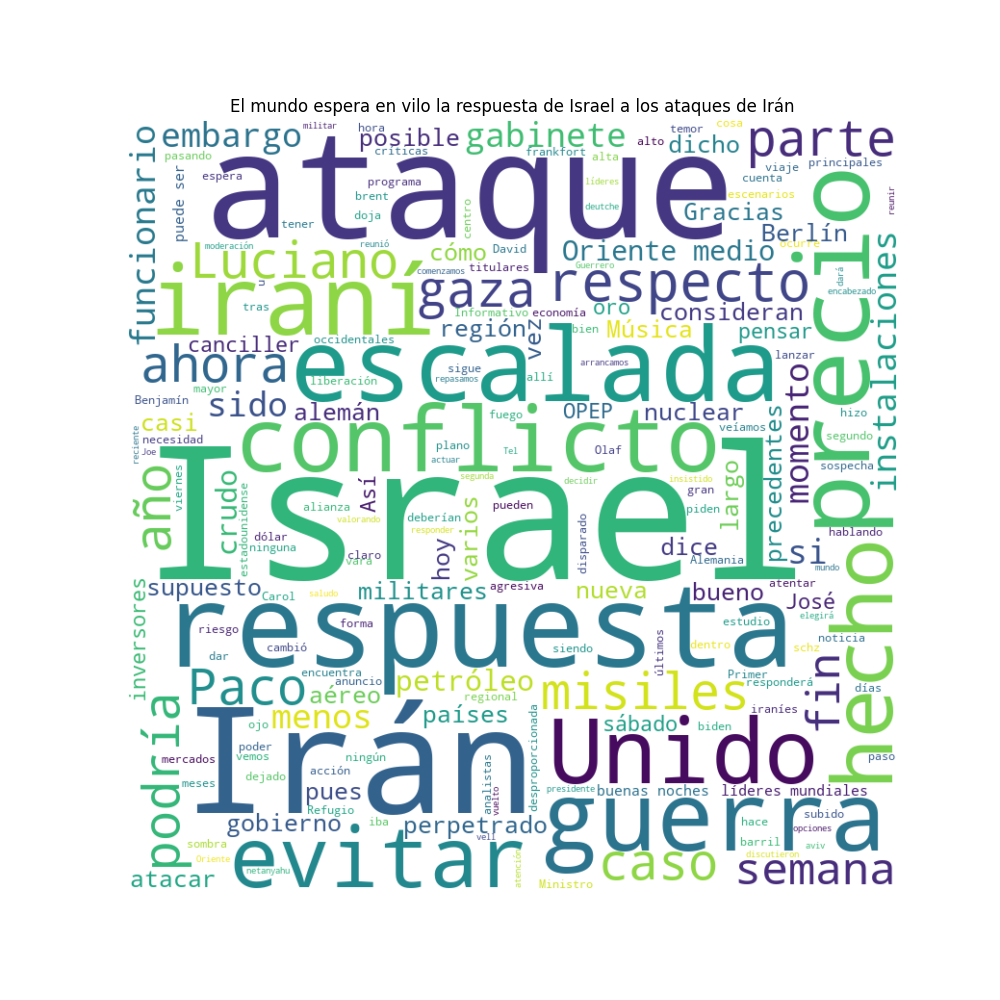 El mundo espera en vilo la respuesta de Israel a los ataques de Irán
militar
hora
cosa
temor
embargo
posible
gabinete
alto
dicho
parte
funcionario
pasando
críticas
frankfort
alta
viaje
principales
espera
puede ser
programa
líderes
cuenta
ataque
brent
escenarios
reunir
doja
centro
Gracias
tener
Berlín
moderación
reunió
David
ocurre
Luciano
cómo
Oriente medio
precio
iraní
comenzamos
titulares
Guerrero
respecto
dará
encabezado
instalaciones
u
gaza
tras
Informativo
economía
oro
consideran
región
vez
bien
Música
pensar
canciller
occidentales
ahora
escalada
sigue
repasamos
arrancamos
lanzar
liberación
allí
momento
mayor
Benjamín
sido
alemán
OPEP
nuclear
hizo
casi
fuego
veíamos
precedentes
segundo
reciente
necesidad
Joe
conflicto
plano
Tel
Olaf
actuar
sospecha
año
viernes
crudo
estadounidense
Israel
Así
segunda
decidir
insistido
gran
largo
alianza
valorando
pueden
piden
varios
deberían
responder
disparado
hecho
dólar
ninguna
vara
claro
hoy
dice
Alemania
si
hablando
mundo
supuesto
Carol
saludo
militares
agresiva
nueva
bueno
atentar
José
elegirá
inversores
riesgo
forma
estudio
respuesta
cambió
dar
siendo
últimos
dentro
schz
noticia
Primer
responderá
encuentra
Paco
anuncio
aéreo
petróleo
regional
misiles
fin
días
iraníes
podría
ojo
menos
países
desproporcionada
sábado
biden
Irán
poder
mercados
vemos
ningún
analistas
Unido
paso
meses
dejado
acción
pues
vuelto
presidente
buenas noches
líderes mundiales
Refugio
gobierno
iba
perpetrado
vell
guerra
hace
subido
opciones
sombra
Oriente
barril
aviv
evitar
discutieron
netanyahu
atención
caso
atacar
Ministro
semana